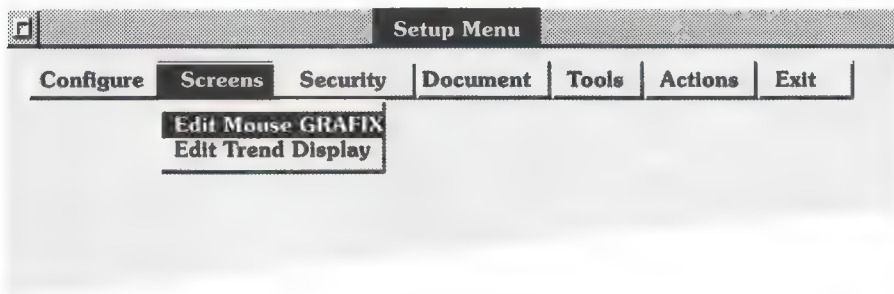 Setup Menu
Configure Screens Security Document Tools Actions Exit
Edit Mouse GRAFIX
Edit Trend Display